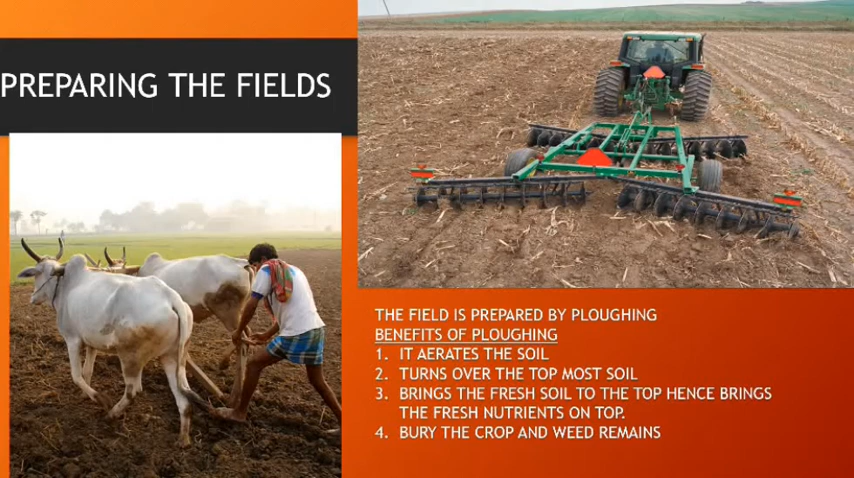 PREPARING THE FIELDS
THE FIELD IS PREPARED BY PLOUGHING
BENEFITS OF PLOUGHING
1. IT AERATES THE SOIL
2. TURNS OVER THE TOP MOST SOIL
3. BRINGS THE FRESH SOIL TO THE TOP HENCE BRINGS
THE FRESH NUTRIENTS ON TOP.
4. BURY THE CROP AND WEED REMAINS